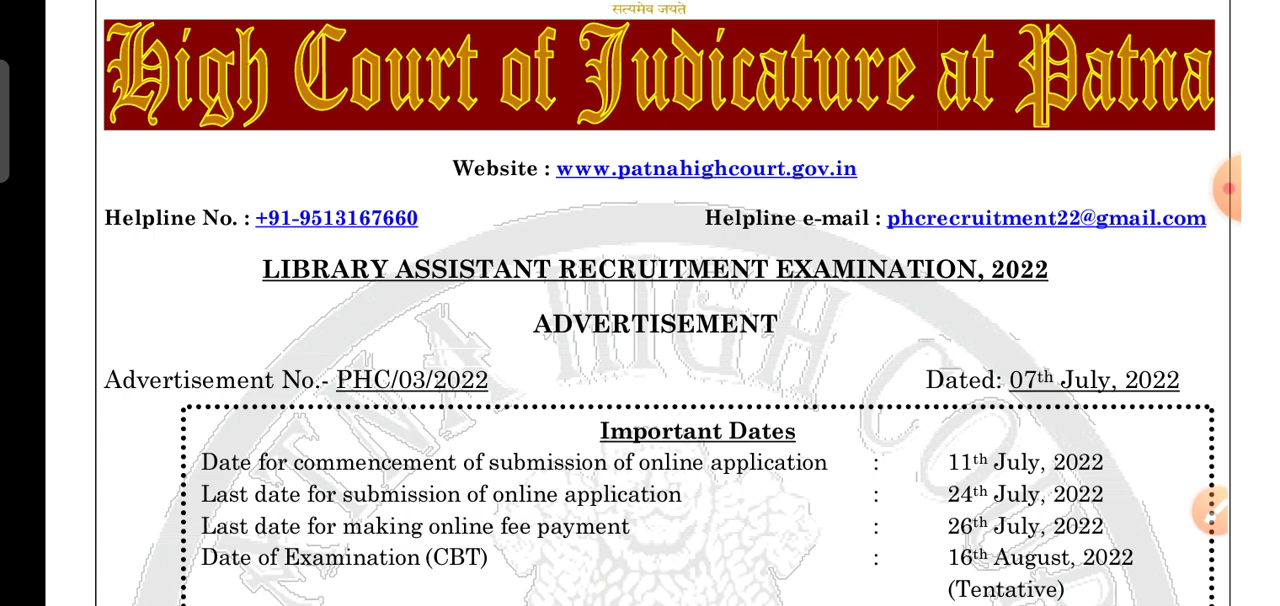 सत्यमेव जयते
High Court of Judicature at Patna
Website : www.patnahighcourt.gov.in
Helpline No. : +91-9513167660 Helpline e-mail : phcrecruitment22@gmail.com
LIBRARY ASSISTANT RECRUITMENT EXAMINATION, 2022
ADVERTISEMENT
Advertisement No.- PHC/03/2022 Dated: 07th July, 2022
Important Dates
Date for commencement of submission of online application : 11th July, 2022
Last date for submission of online application : 24th July, 2022
Last date for making online fee payment : 26th July, 2022
Date of Examination (CBT) : 16th August, 2022
(Tentative)
PATNA HIGH COURT